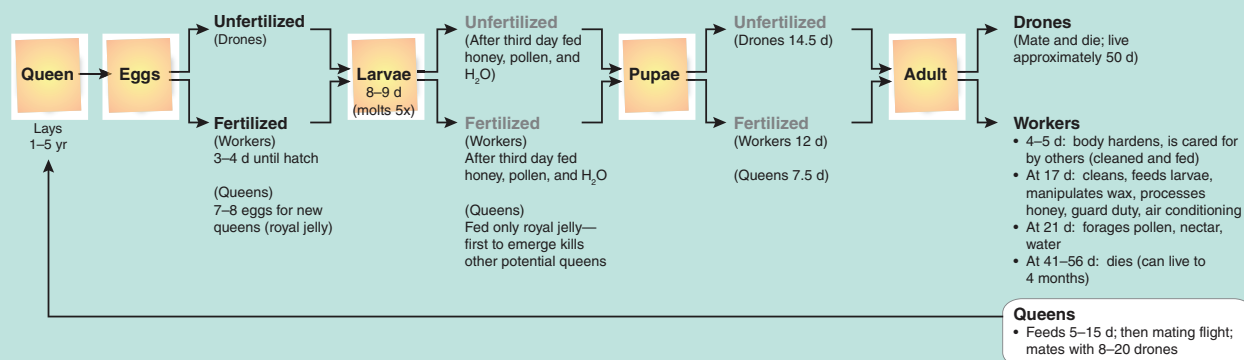 Queen
Lays
1–5 yr
Eggs
Unfertilized
(Drones)
Fertilized
(Workers)
3–4 d until hatch
(Queens)
7–8 eggs for new
queens (royal jelly)
Larvae
8–9 d
(molts 5x)
Unfertilized
(After third day fed
honey, pollen, and
H₂O)
Fertilized
(Workers)
After third day fed
honey, pollen, and H₂O
(Queens)
Fed only royal jelly—
first to emerge kills
other potential queens
Pupae
Unfertilized
(Drones 14.5 d)
Fertilized
(Workers 12 d)
(Queens 7.5 d)
Adult
Drones
(Mate and die; live
approximately 50 d)
Workers
• 4–5 d: body hardens, is cared for
by others (cleaned and fed)
• At 17 d: cleans, feeds larvae,
manipulates wax, processes
honey, guard duty, air conditioning
• At 21 d: forages pollen, nectar,
water
• At 41–56 d: dies (can live to
4 months)
Queens
• Feeds 5–15 d; then mating flight;
mates with 8–20 drones